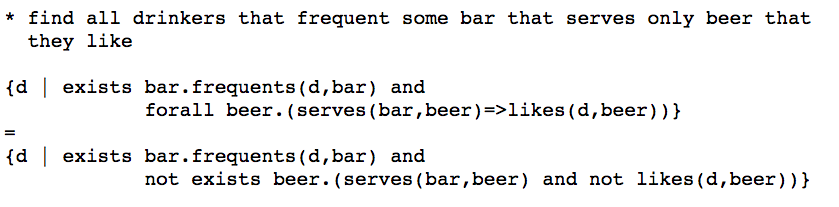 * find all drinkers that frequent some bar that serves only beer that
they like
{d | exists bar.frequents(d,bar) and
forall beer.(serves(bar,beer)=>likes(d,beer))}
=
{d | exists bar.frequents(d,bar) and
not exists beer.(serves(bar,beer) and not likes(d,beer))}